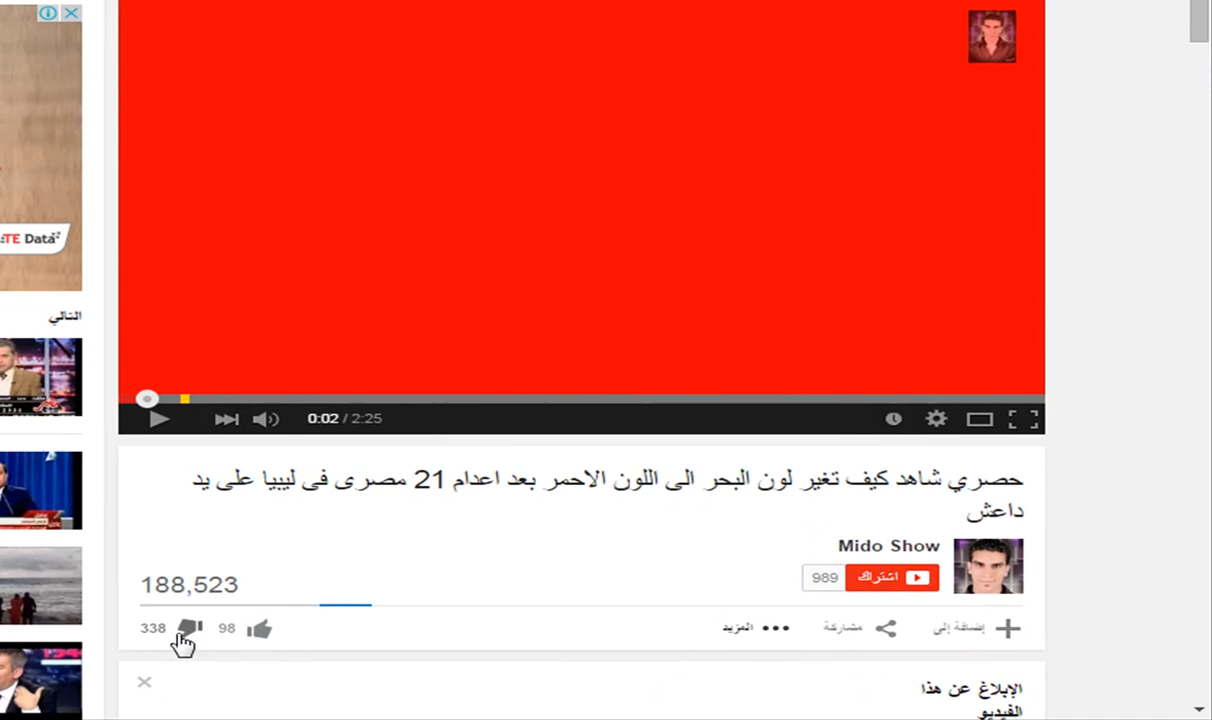 TE Data
التالي
0:02 / 2:25
حصري شاهد كيف تغير لون البحر الى اللون الاحمر بعد اعدام 21 مصرى فى ليبيا على يد
داعش
Mido Show
اشتراك 989
188,523
إضافة إلى مشاركة المزيد 98 338
الإبلاغ عن هذا
الفيديو